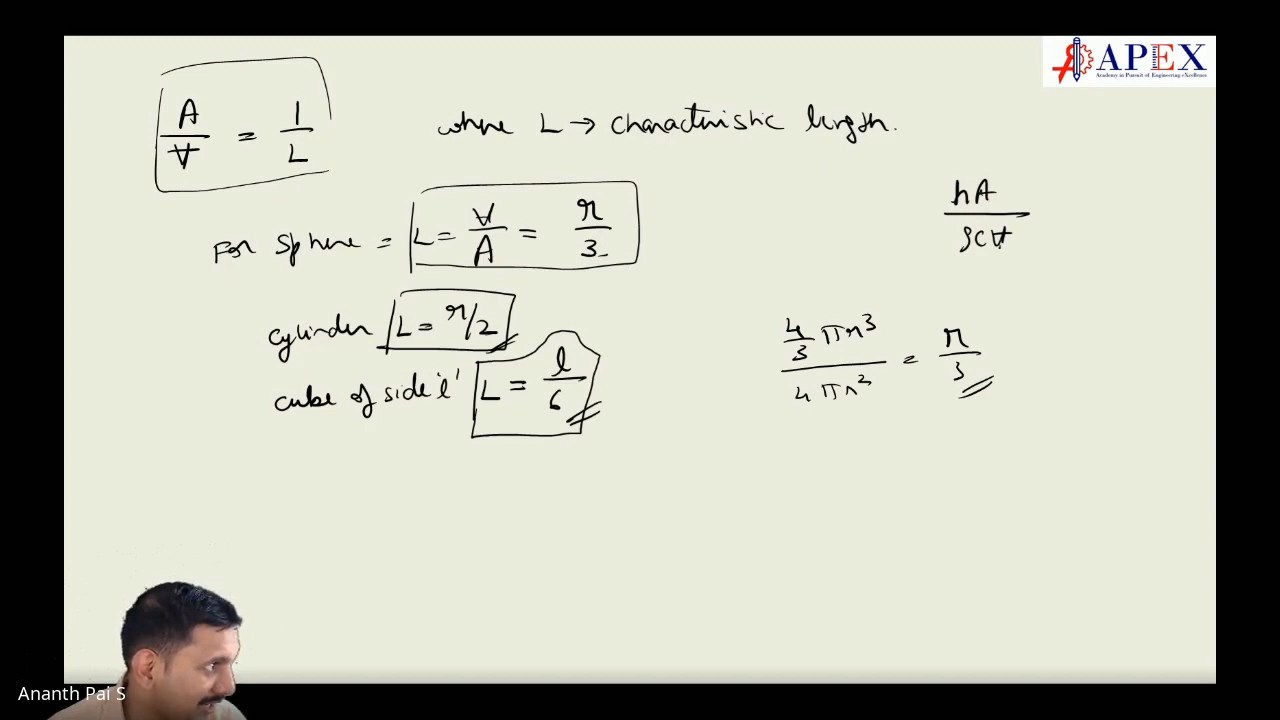 APEX
Academy in Pursuit of Engineering eXcellence
A/V = 1/L where L → characteristic length.
hA/ρCV
For Sphere = L = V/A = r/3
Cylinder L = r/2
4/3 πr³ / 4πr² = r/3
cube of side 'l' L = l/6
Ananth Pai S